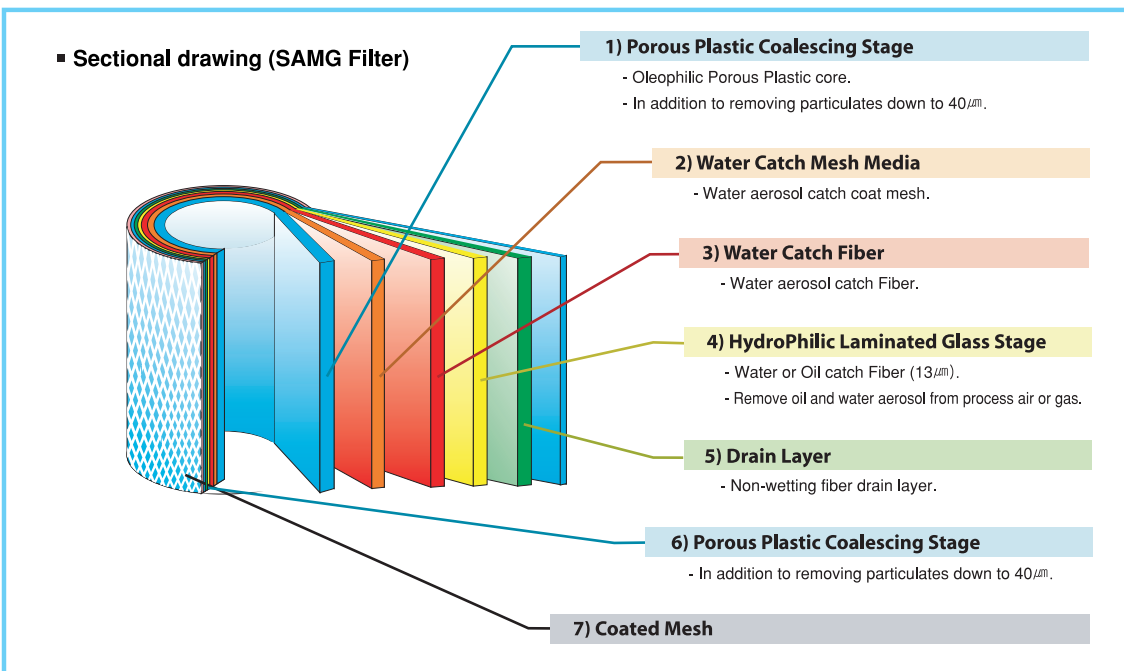 ▪ Sectional drawing (SAMG Filter)
1) Porous Plastic Coalescing Stage
- Oleophilic Porous Plastic core.
- In addition to removing particulates down to 40㎛.
2) Water Catch Mesh Media
- Water aerosol catch coat mesh.
3) Water Catch Fiber
- Water aerosol catch Fiber.
4) HydroPhilic Laminated Glass Stage
- Water or Oil catch Fiber (13㎛).
- Remove oil and water aerosol from process air or gas.
5) Drain Layer
- Non-wetting fiber drain layer.
6) Porous Plastic Coalescing Stage
- In addition to removing particulates down to 40㎛.
7) Coated Mesh